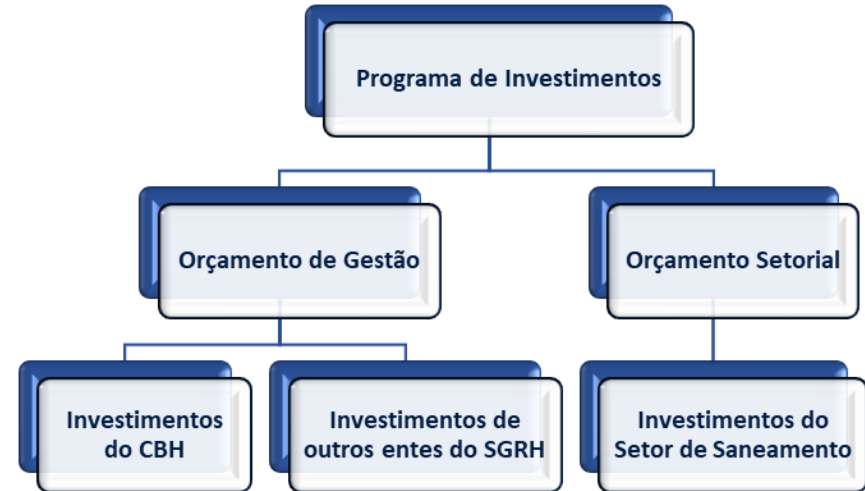 Programa de Investimentos
Orçamento de Gestão
Orçamento Setorial
Investimentos
do CBH
Investimentos de
outros entes do SGRH
Investimentos do
Setor de Saneamento